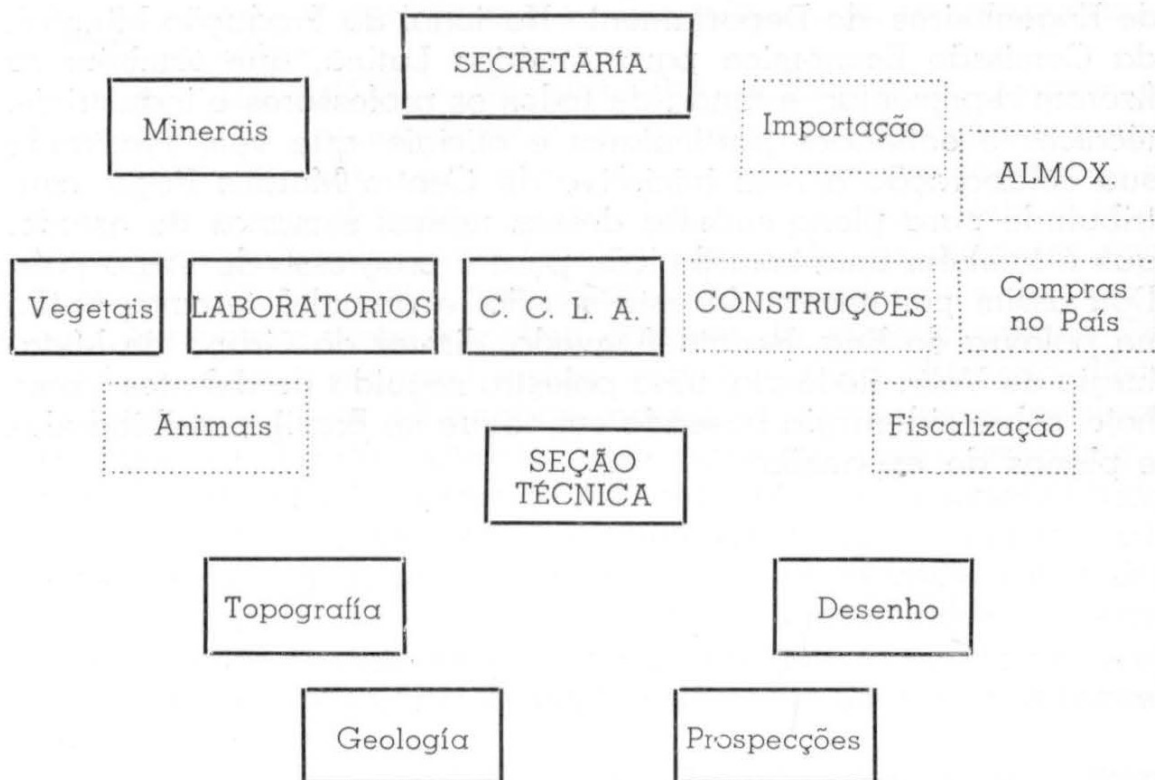 SECRETARÍA
Minerais
Importação
ALMOX.
Vegetais
LABORATÓRIOS
C. C. L. A.
CONSTRUÇÕES
Compras
no País
Animais
Fiscalização
SEÇÃO
TÉCNICA
Topografía
Desenho
Geología
Prospecções